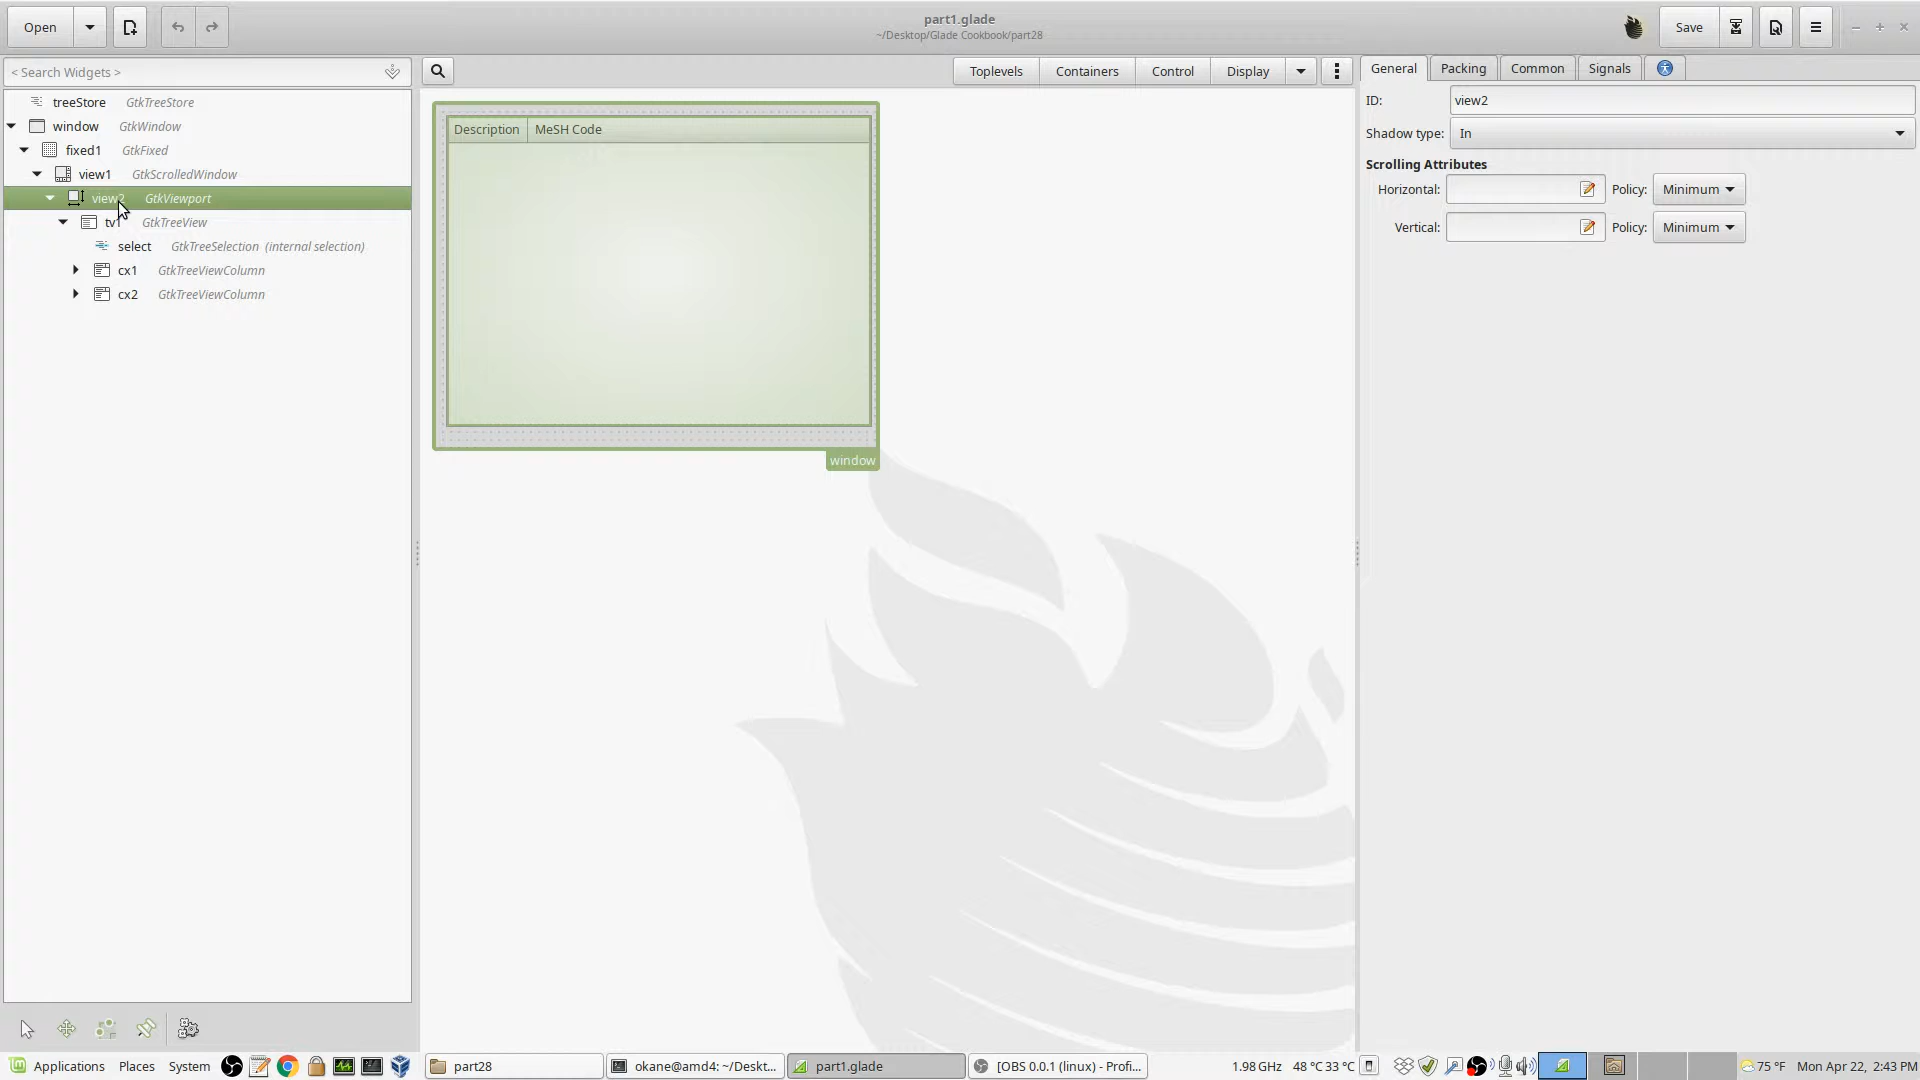 Open
part1.glade
~/Desktop/Glade Cookbook/part28
Save
< Search Widgets >
Toplevels
Containers
Control
Display
General
Packing
Common
Signals
treeStore GtkTreeStore
window GtkWindow
fixed1 GtkFixed
view1 GtkScrolledWindow
view2 GtkViewport
tv1 GtkTreeView
select GtkTreeSelection (internal selection)
cx1 GtkTreeViewColumn
cx2 GtkTreeViewColumn
Description
MeSH Code
window
ID: view2
Shadow type: In
Scrolling Attributes
Horizontal: Policy: Minimum
Vertical: Policy: Minimum
Applications
Places
System
part28
okane@amd4: ~/Deskt...
part1.glade
[OBS 0.0.1 (linux) - Profi...
1.98 GHz
48 °C 33 °C
75 °F
Mon Apr 22, 2:43 PM